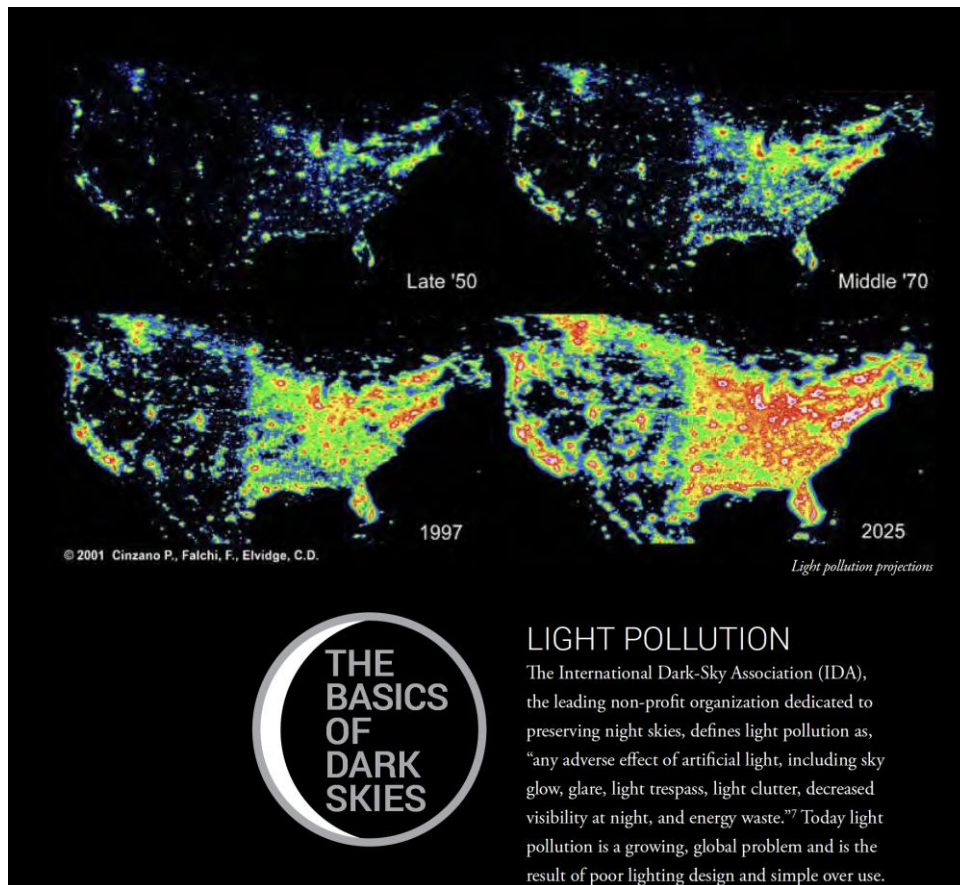 Late '50
Middle '70
1997
2025
© 2001 Cinzano P., Falchi, F., Elvidge, C.D.
Light pollution projections
THE
BASICS
OF
DARK
SKIES
LIGHT POLLUTION
The International Dark-Sky Association (IDA),
the leading non-profit organization dedicated to
preserving night skies, defines light pollution as,
“any adverse effect of artificial light, including sky
glow, glare, light trespass, light clutter, decreased
visibility at night, and energy waste.”7 Today light
pollution is a growing, global problem and is the
result of poor lighting design and simple over use.